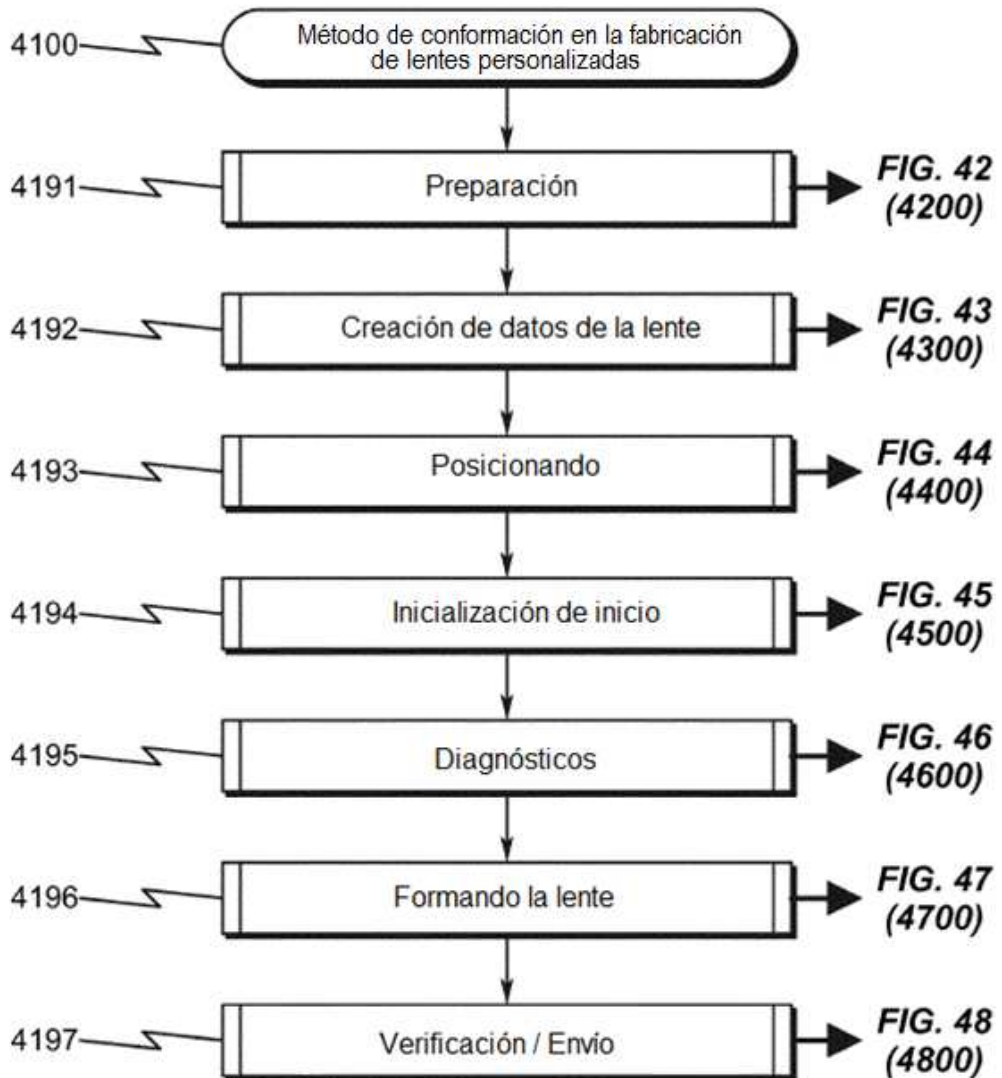 4100
Método de conformación en la fabricación
de lentes personalizadas
4191
Preparación
FIG. 42
(4200)
4192
Creación de datos de la lente
FIG. 43
(4300)
4193
Posicionando
FIG. 44
(4400)
4194
Inicialización de inicio
FIG. 45
(4500)
4195
Diagnósticos
FIG. 46
(4600)
4196
Formando la lente
FIG. 47
(4700)
4197
Verificación / Envío
FIG. 48
(4800)